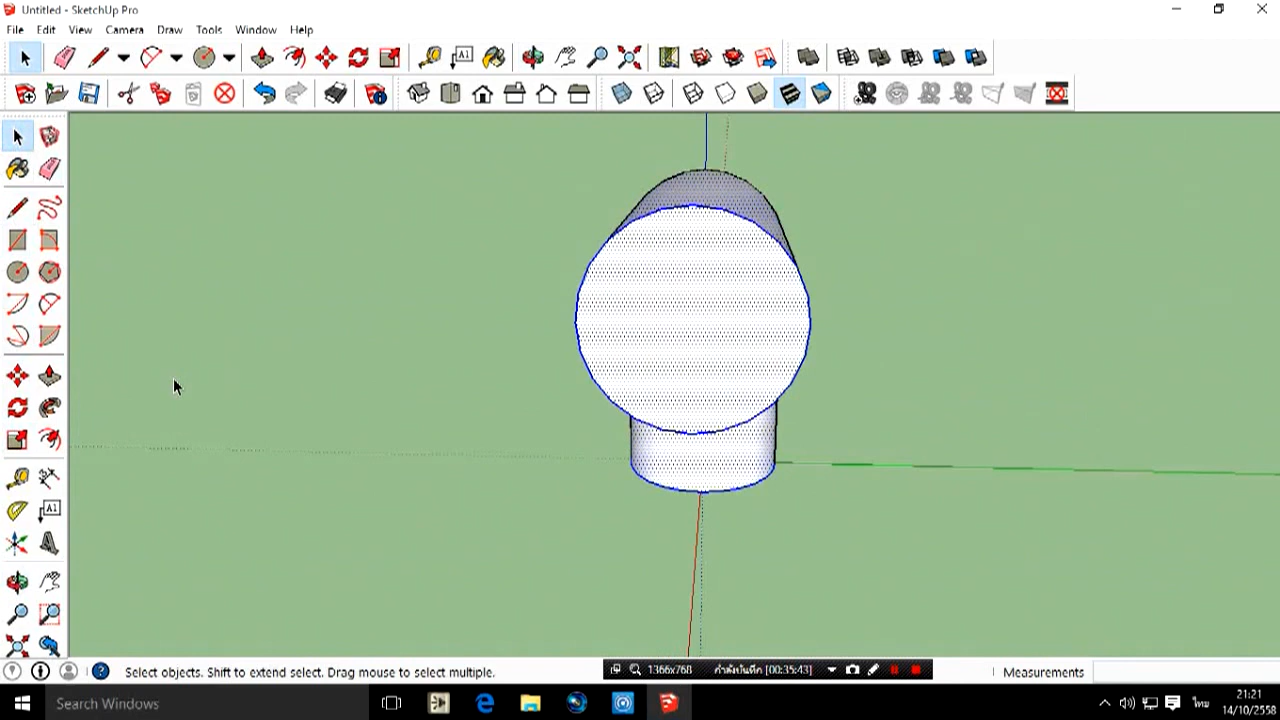 Untitled - SketchUp Pro
File Edit View Camera Draw Tools Window Help
A1
A1
Select objects. Shift to extend select. Drag mouse to select multiple.
1366x768 กำลังบันทึก [00:35:43]
Measurements
Search Windows
ไทย
21:21
14/10/2558